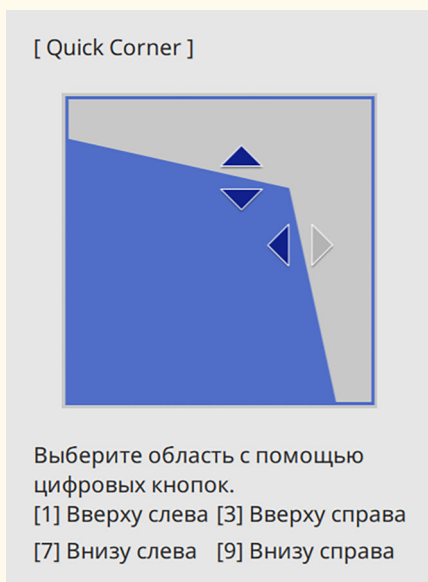 [ Quick Corner ]
Выберите область с помощью
цифровых кнопок.
[1] Вверху слева [3] Вверху справа
[7] Внизу слева [9] Внизу справа